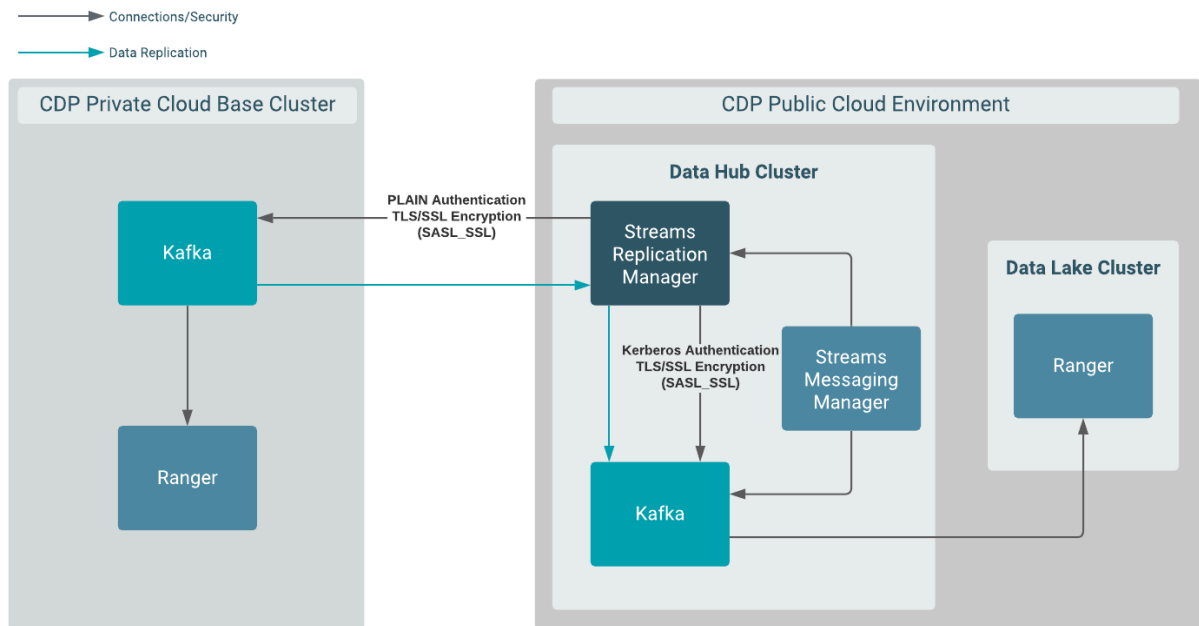 Connections/Security
Data Replication
CDP Private Cloud Base Cluster
CDP Public Cloud Environment
Data Hub Cluster
PLAIN Authentication
TLS/SSL Encryption
(SASL_SSL)
Kafka
Streams
Replication
Manager
Data Lake Cluster
Kerberos Authentication
TLS/SSL Encryption
(SASL_SSL)
Streams
Messaging
Manager
Ranger
Ranger
Kafka